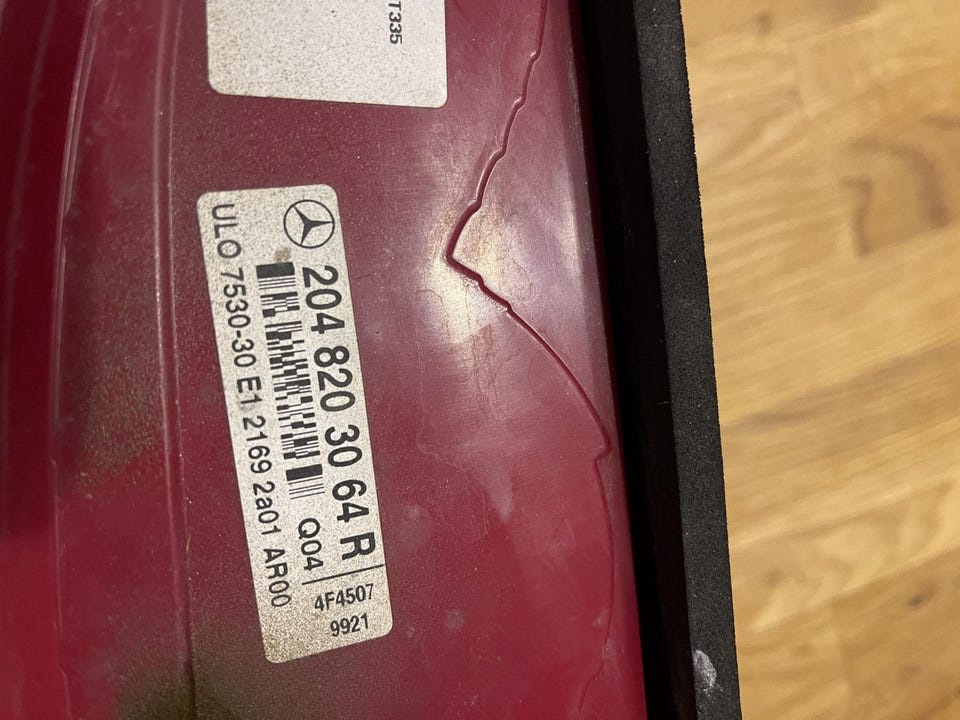 T335
204 820 30 64 R
Q04
4F4507
9921
ULO 7530-30 E1 2169 2a01 AR00